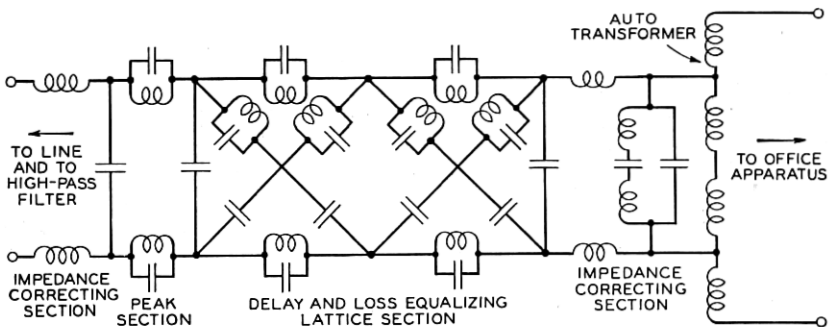 AUTO
TRANSFORMER
TO LINE
AND TO
HIGH-PASS
FILTER
TO OFFICE
APPARATUS
IMPEDANCE
CORRECTING
SECTION
PEAK
SECTION
DELAY AND LOSS EQUALIZING
LATTICE SECTION
IMPEDANCE
CORRECTING
SECTION